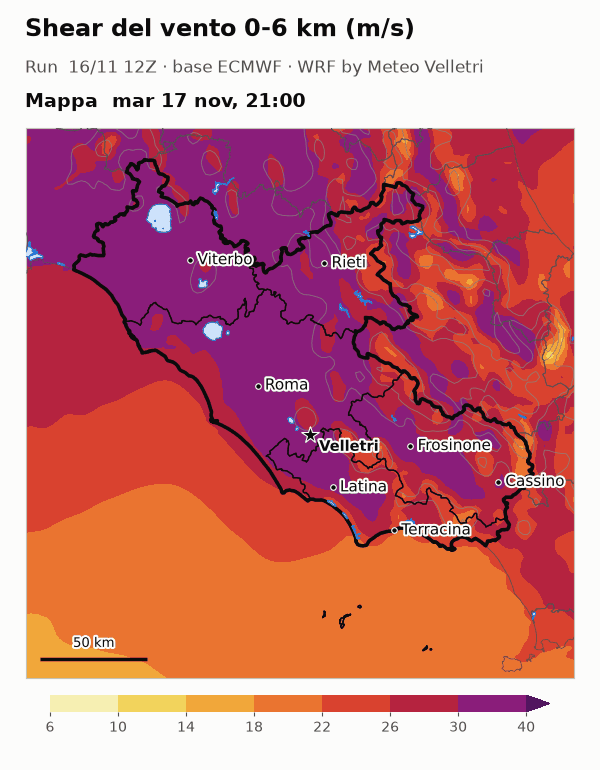 Shear del vento 0-6 km (m/s)
Run 16/11 12Z · base ECMWF · WRF by Meteo Velletri
Mappa mar 17 nov, 21:00
Viterbo
Rieti
Roma
Velletri
Frosinone
Latina
Cassino
Terracina
50 km
6 10 14 18 22 26 30 40